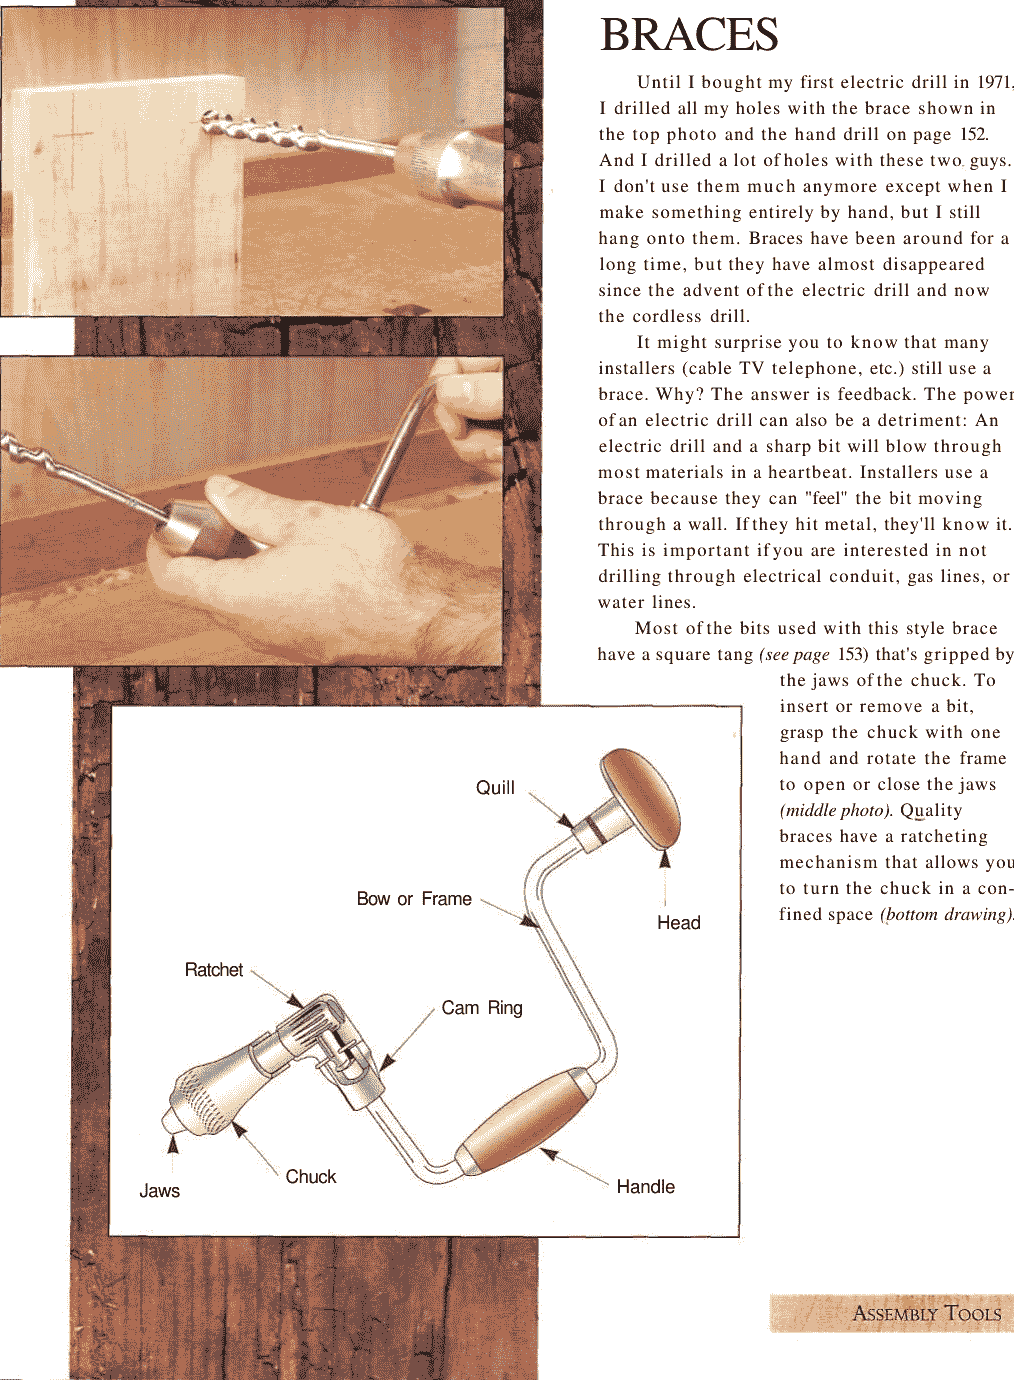 BRACES
Until I bought my first electric drill in 1971,
I drilled all my holes with the brace shown in
the top photo and the hand drill on page 152.
And I drilled a lot of holes with these two guys.
I don't use them much anymore except when I
make something entirely by hand, but I still
hang onto them. Braces have been around for a
long time, but they have almost disappeared
since the advent of the electric drill and now
the cordless drill.
It might surprise you to know that many
installers (cable TV telephone, etc.) still use a
brace. Why? The answer is feedback. The power
of an electric drill can also be a detriment: An
electric drill and a sharp bit will blow through
most materials in a heartbeat. Installers use a
brace because they can "feel" the bit moving
through a wall. If they hit metal, they'll know it.
This is important if you are interested in not
drilling through electrical conduit, gas lines, or
water lines.
Most of the bits used with this style brace
have a square tang (see page 153) that's gripped by
the jaws of the chuck. To
insert or remove a bit,
grasp the chuck with one
hand and rotate the frame
to open or close the jaws
(middle photo). Quality
braces have a ratcheting
mechanism that allows you
to turn the chuck in a con-
fined space (bottom drawing).
Quill
Bow or Frame
Head
Ratchet
Cam Ring
Chuck
Jaws
Handle
ASSEMBLY TOOLS